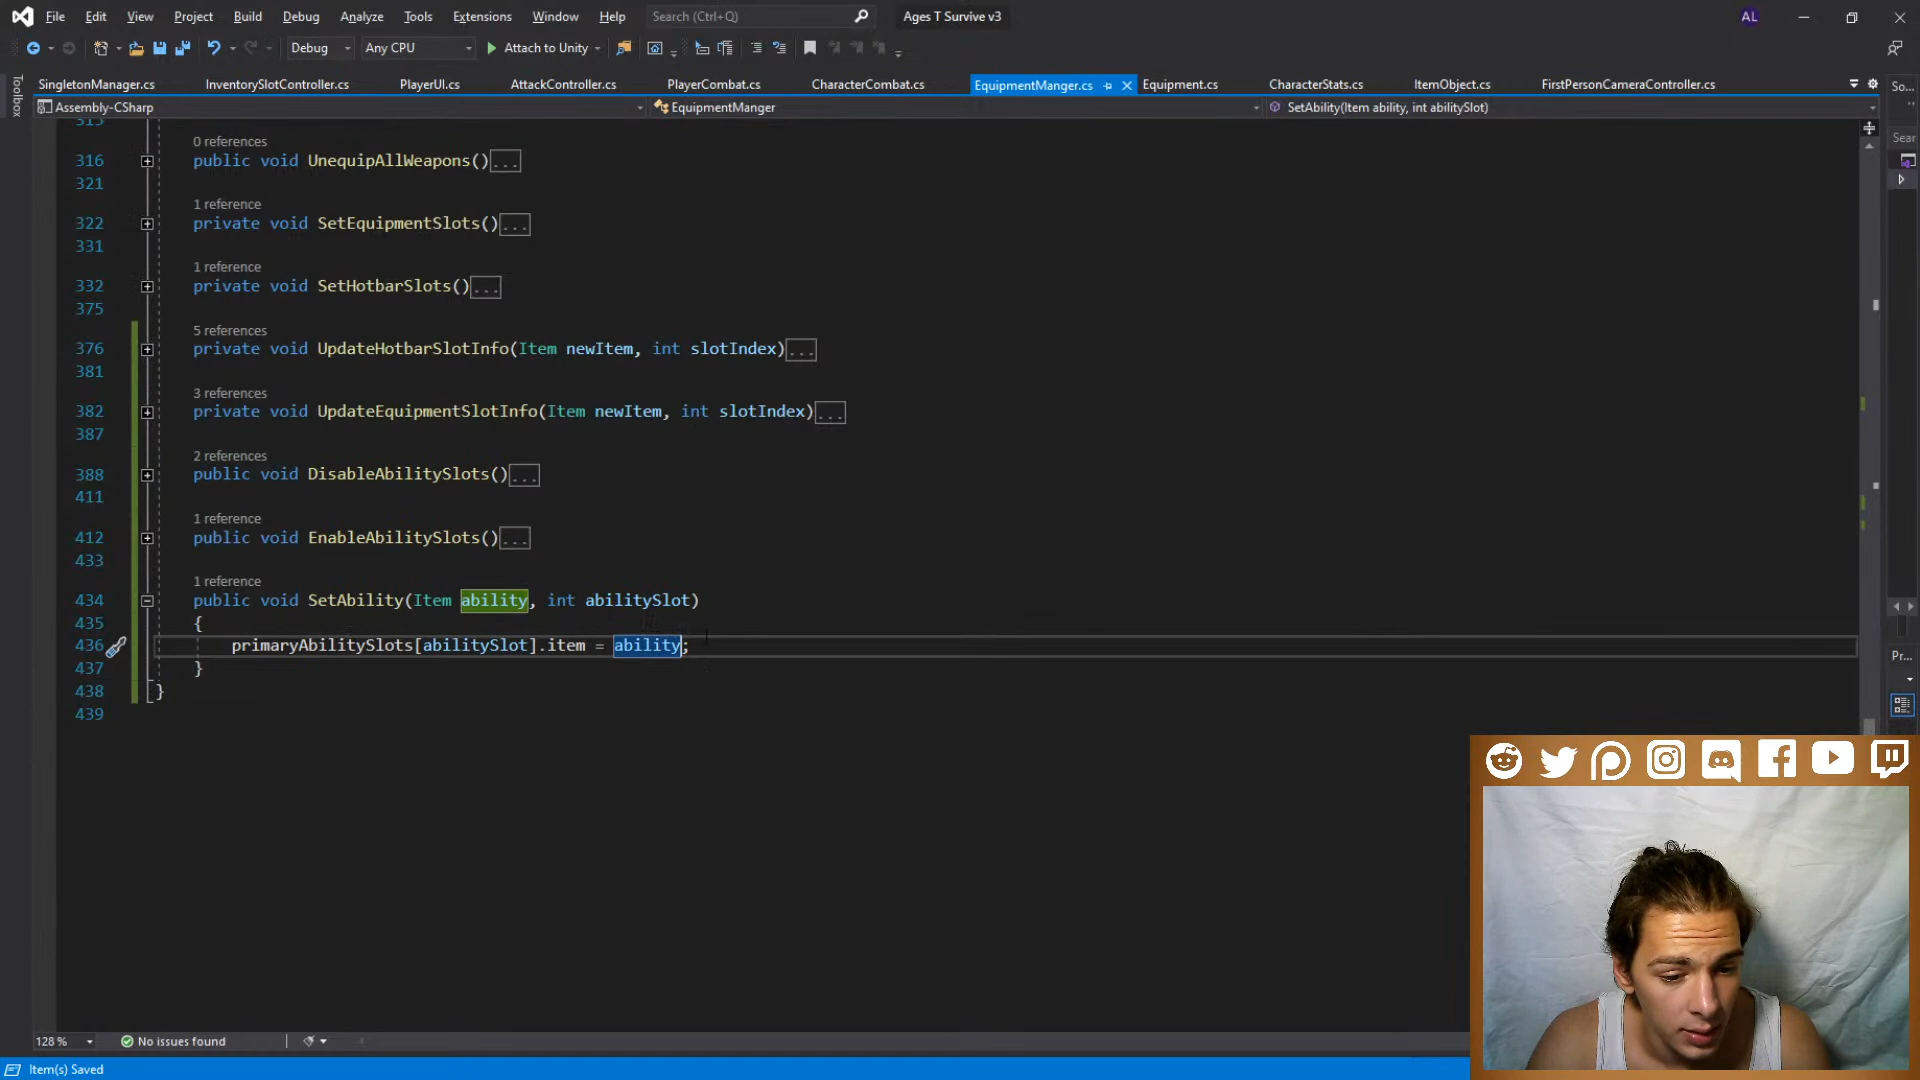 File Edit View Project Build Debug Analyze Tools Extensions Window Help Search (Ctrl+Q) Ages T Survive v3 AL
Debug Any CPU Attach to Unity
Toolbox
SingletonManager.cs InventorySlotController.cs PlayerUI.cs AttackController.cs PlayerCombat.cs CharacterCombat.cs EquipmentManger.cs Equipment.cs CharacterStats.cs ItemObject.cs FirstPersonCameraController.cs So...
Assembly-CSharp EquipmentManger SetAbility(Item ability, int abilitySlot)
315
Sear
0 references
316 public void UnequipAllWeapons()...
321
1 reference
322 private void SetEquipmentSlots()...
331
1 reference
332 private void SetHotbarSlots()...
375
5 references
376 private void UpdateHotbarSlotInfo(Item newItem, int slotIndex)...
381
3 references
382 private void UpdateEquipmentSlotInfo(Item newItem, int slotIndex)...
387
2 references
388 public void DisableAbilitySlots()...
411
1 reference
412 public void EnableAbilitySlots()...
433
1 reference
434 public void SetAbility(Item ability, int abilitySlot)
435 {
436 primaryAbilitySlots[abilitySlot].item = ability;
Pr...
437 }
438 }
439
128 % No issues found
Item(s) Saved